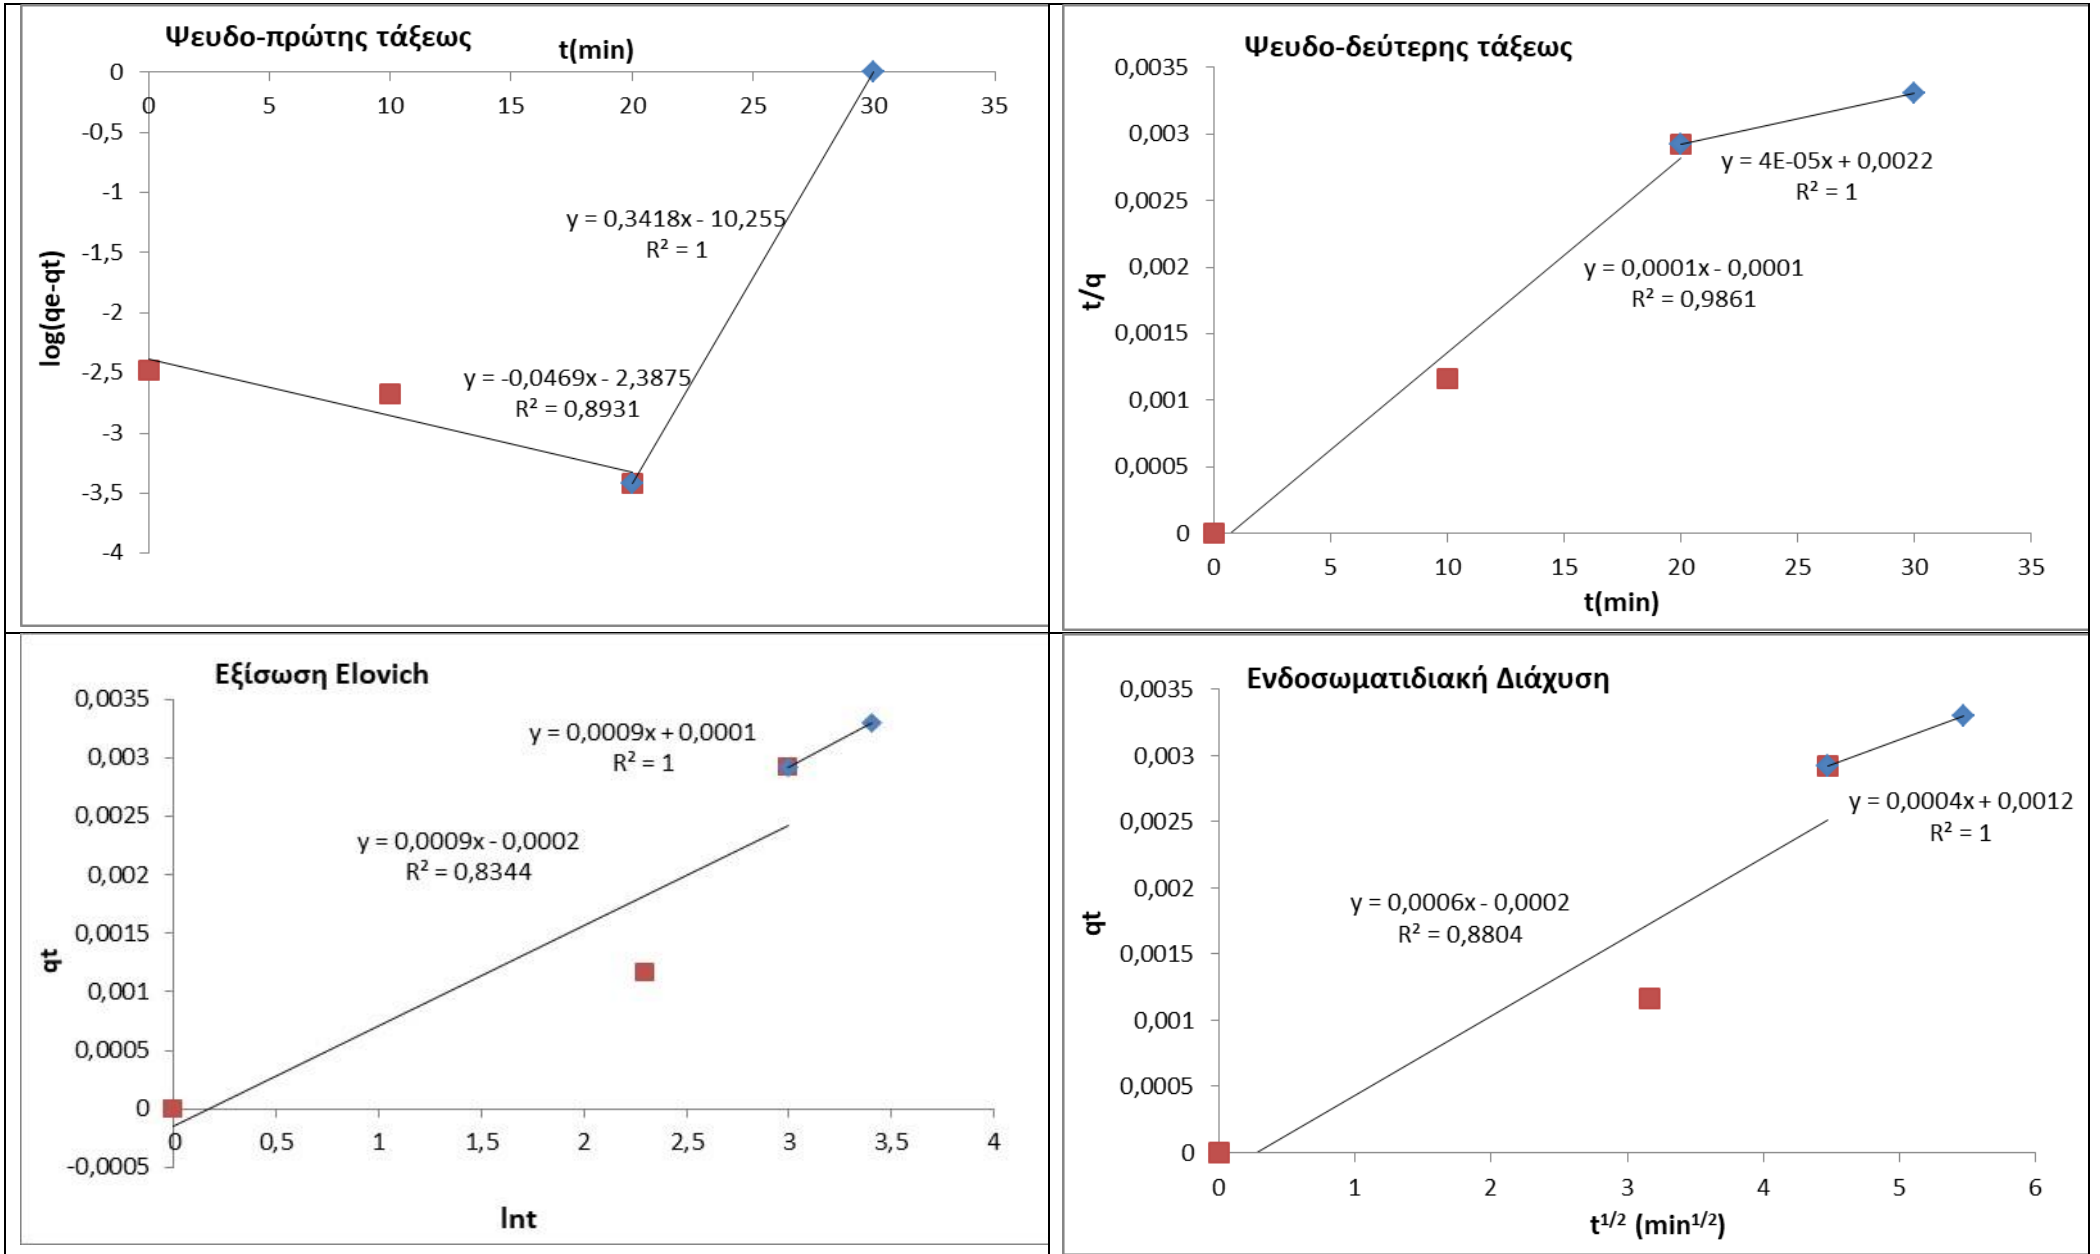 Ψευδο-πρώτης τάξεως
t(min)
0
0 5 10 15 20 25 30 35
-0,5
-1
-1,5
-2
-2,5
-3
-3,5
-4
log(qe-qt)
y = 0,3418x - 10,255
R² = 1
y = -0,0469x - 2,3875
R² = 0,8931
Ψευδο-δεύτερης τάξεως
0,0035
0,003
0,0025
0,002
0,0015
0,001
0,0005
0
0 5 10 15 20 25 30 35
t/q
t(min)
y = 4E-05x + 0,0022
R² = 1
y = 0,0001x - 0,0001
R² = 0,9861
Εξίσωση Elovich
0,0035
0,003
0,0025
0,002
0,0015
0,001
0,0005
0
-0,0005
0 0,5 1 1,5 2 2,5 3 3,5 4
qt
lnt
y = 0,0009x + 0,0001
R² = 1
y = 0,0009x - 0,0002
R² = 0,8344
Ενδοσωματιδιακή Διάχυση
0,0035
0,003
0,0025
0,002
0,0015
0,001
0,0005
0
0 1 2 3 4 5 6
qt
t¹/² (min¹/²)
y = 0,0004x + 0,0012
R² = 1
y = 0,0006x - 0,0002
R² = 0,8804